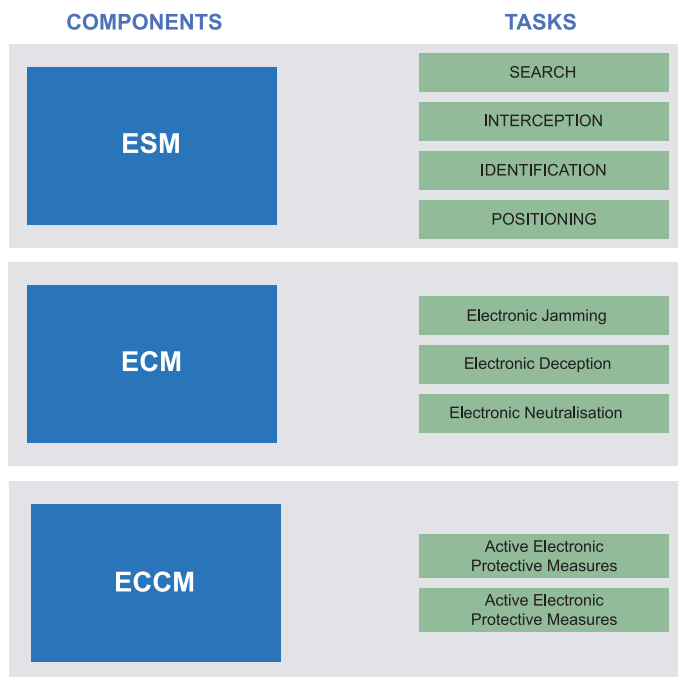 COMPONENTS
TASKS
ESM
SEARCH
INTERCEPTION
IDENTIFICATION
POSITIONING
ECM
Electronic Jamming
Electronic Deception
Electronic Neutralisation
ECCM
Active Electronic
Protective Measures
Active Electronic
Protective Measures